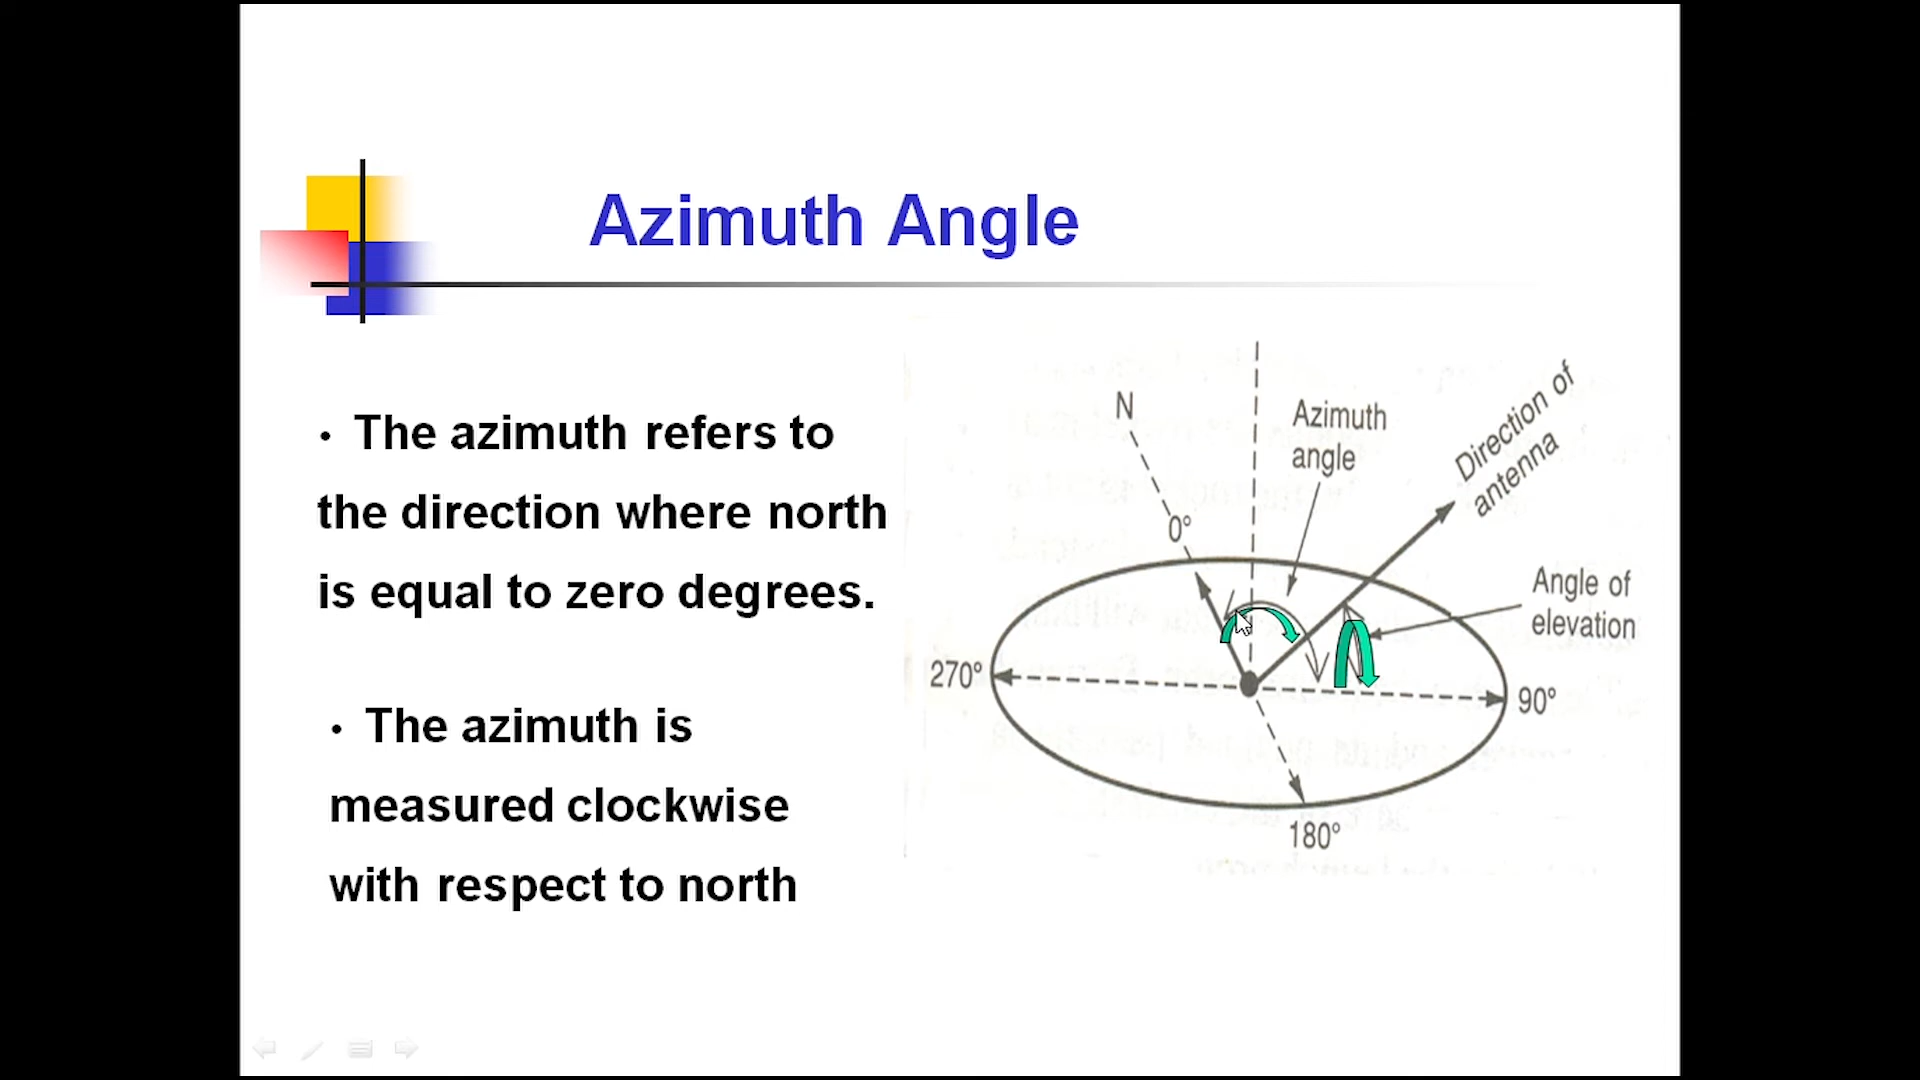 Azimuth Angle
• The azimuth refers to
the direction where north
is equal to zero degrees.
• The azimuth is
measured clockwise
with respect to north
N
0°
Azimuth
angle
Direction of
antenna
Angle of
elevation
270°
90°
180°